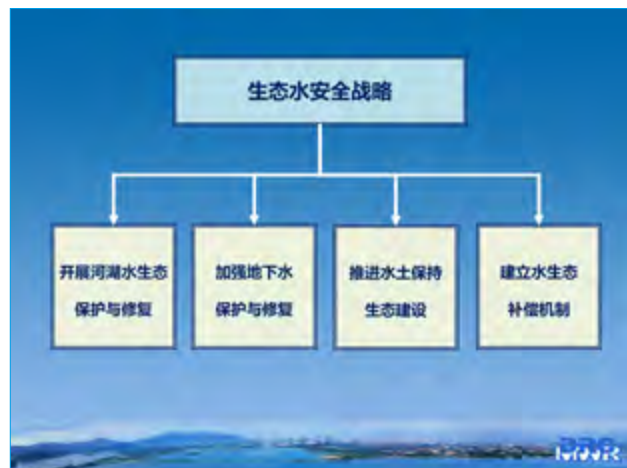 生态水安全战略
开展河湖水生态
保护与修复
加强地下水
保护与修复
推进水土保持
生态建设
建立水生态
补偿机制